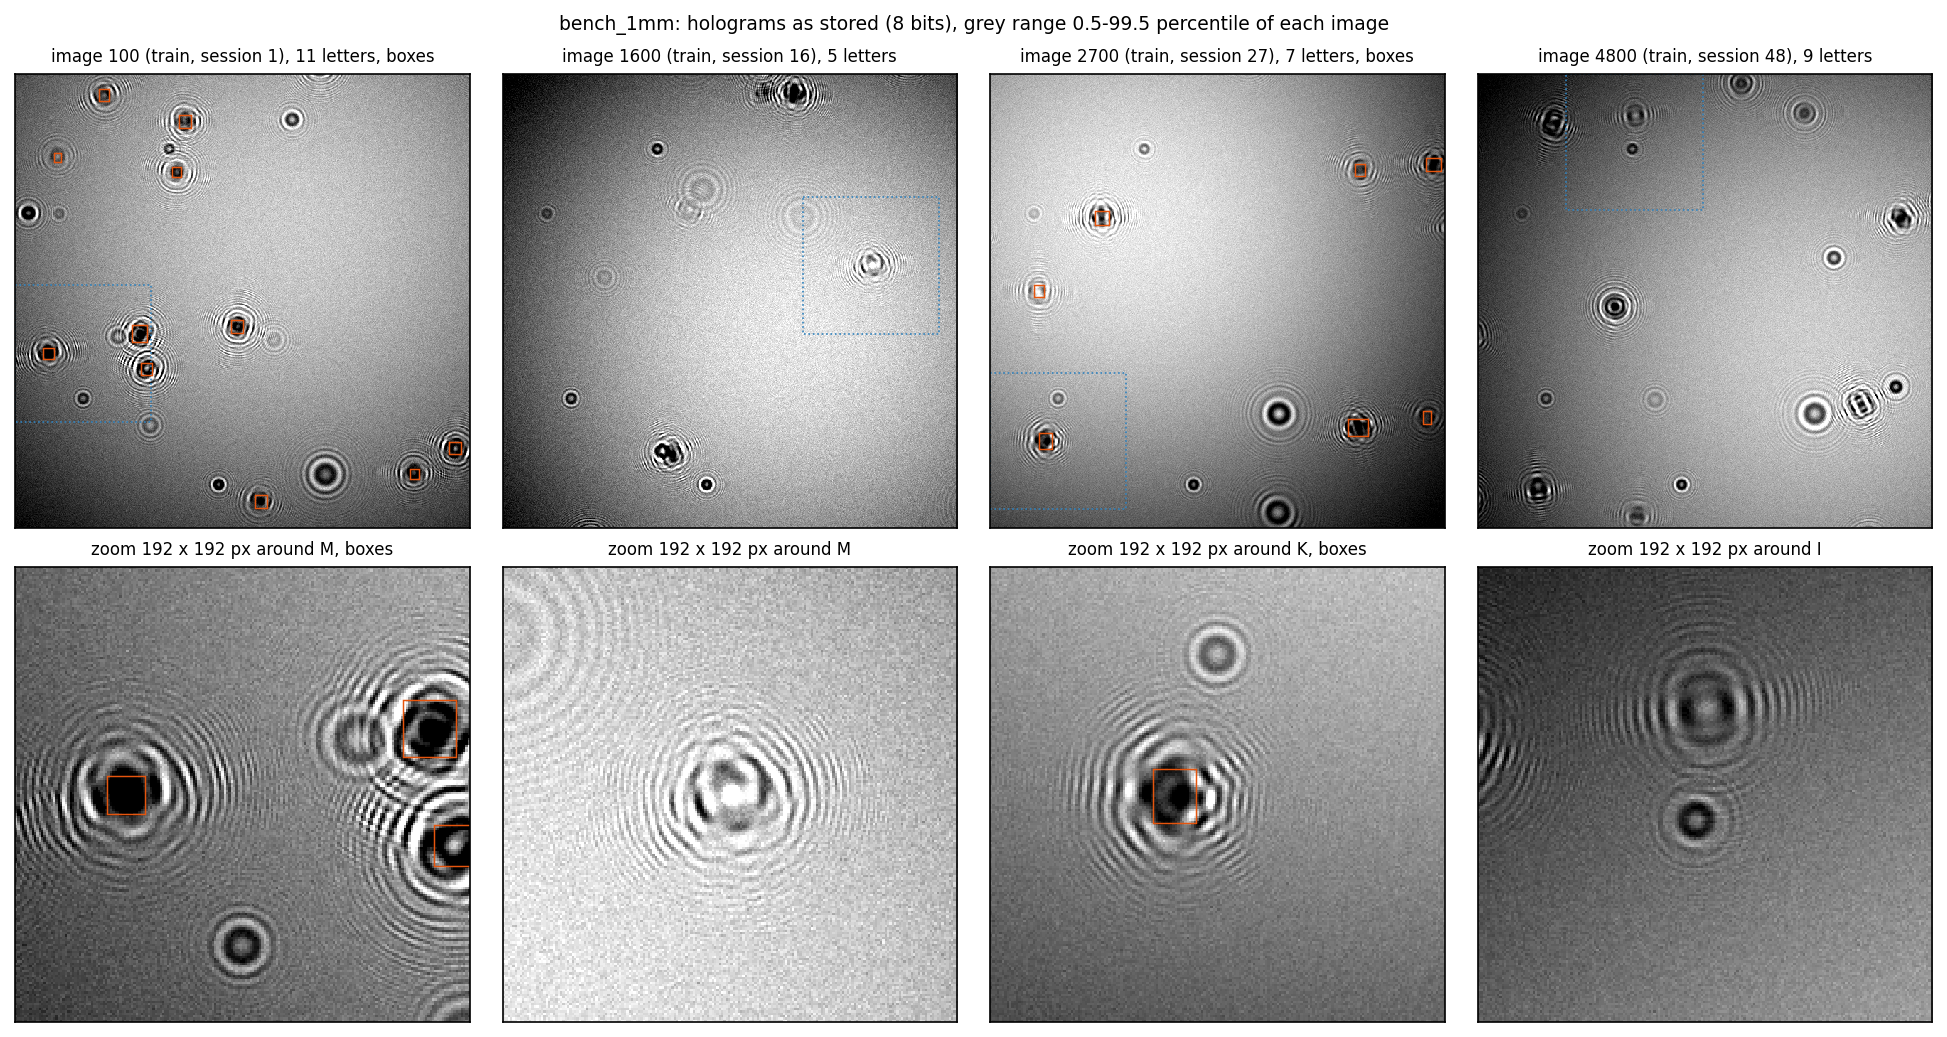 bench_1mm: holograms as stored (8 bits), grey range 0.5-99.5 percentile of each image
image 100 (train, session 1), 11 letters, boxes
image 1600 (train, session 16), 5 letters
image 2700 (train, session 27), 7 letters, boxes
image 4800 (train, session 48), 9 letters
zoom 192 x 192 px around M, boxes
zoom 192 x 192 px around M
zoom 192 x 192 px around K, boxes
zoom 192 x 192 px around I